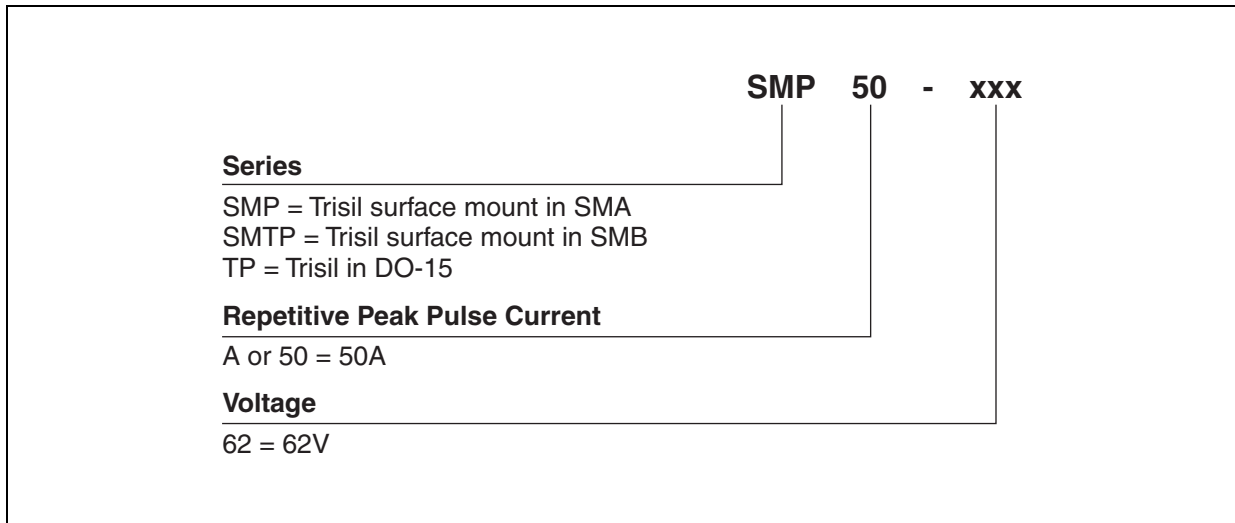 SMP 50 - xxx
Series
SMP = Trisil surface mount in SMA
SMTP = Trisil surface mount in SMB
TP = Trisil in DO-15
Repetitive Peak Pulse Current
A or 50 = 50A
Voltage
62 = 62V